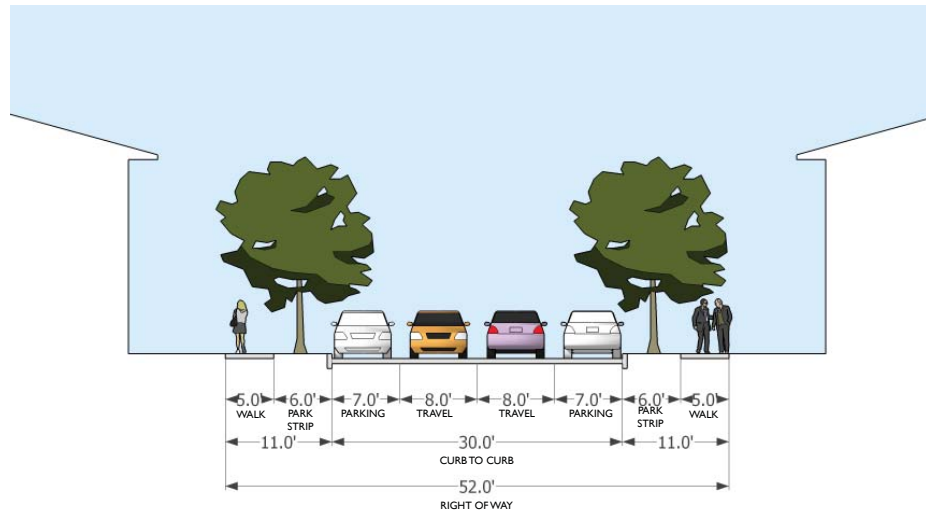 5.0' 6.0' 7.0' 8.0' 8.0' 7.0' 6.0' 5.0'
WALK PARK STRIP PARKING TRAVEL TRAVEL PARKING PARK STRIP WALK
11.0' 30.0' 11.0'
CURB TO CURB
52.0'
RIGHT OF WAY